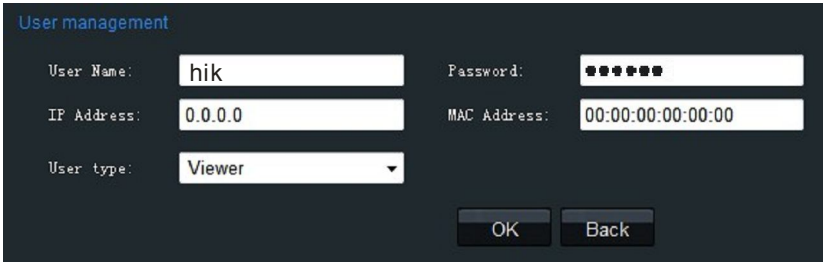 User management
User Name: hik Password: ●●●●●●
IP Address: 0.0.0.0 MAC Address: 00:00:00:00:00:00
User type: Viewer
OK Back